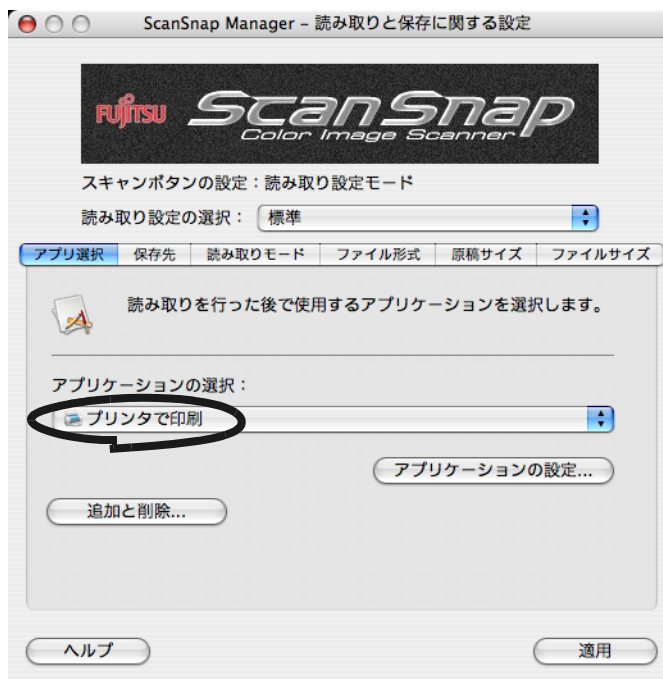 ScanSnap Manager – 読み取りと保存に関する設定
FUJITSU ScanSnap
Color Image Scanner
スキャンボタンの設定：読み取り設定モード
読み取り設定の選択： 標準
アプリ選択 保存先 読み取りモード ファイル形式 原稿サイズ ファイルサイズ
読み取りを行った後で使用するアプリケーションを選択します。
アプリケーションの選択：
プリンタで印刷
アプリケーションの設定...
追加と削除...
ヘルプ 適用